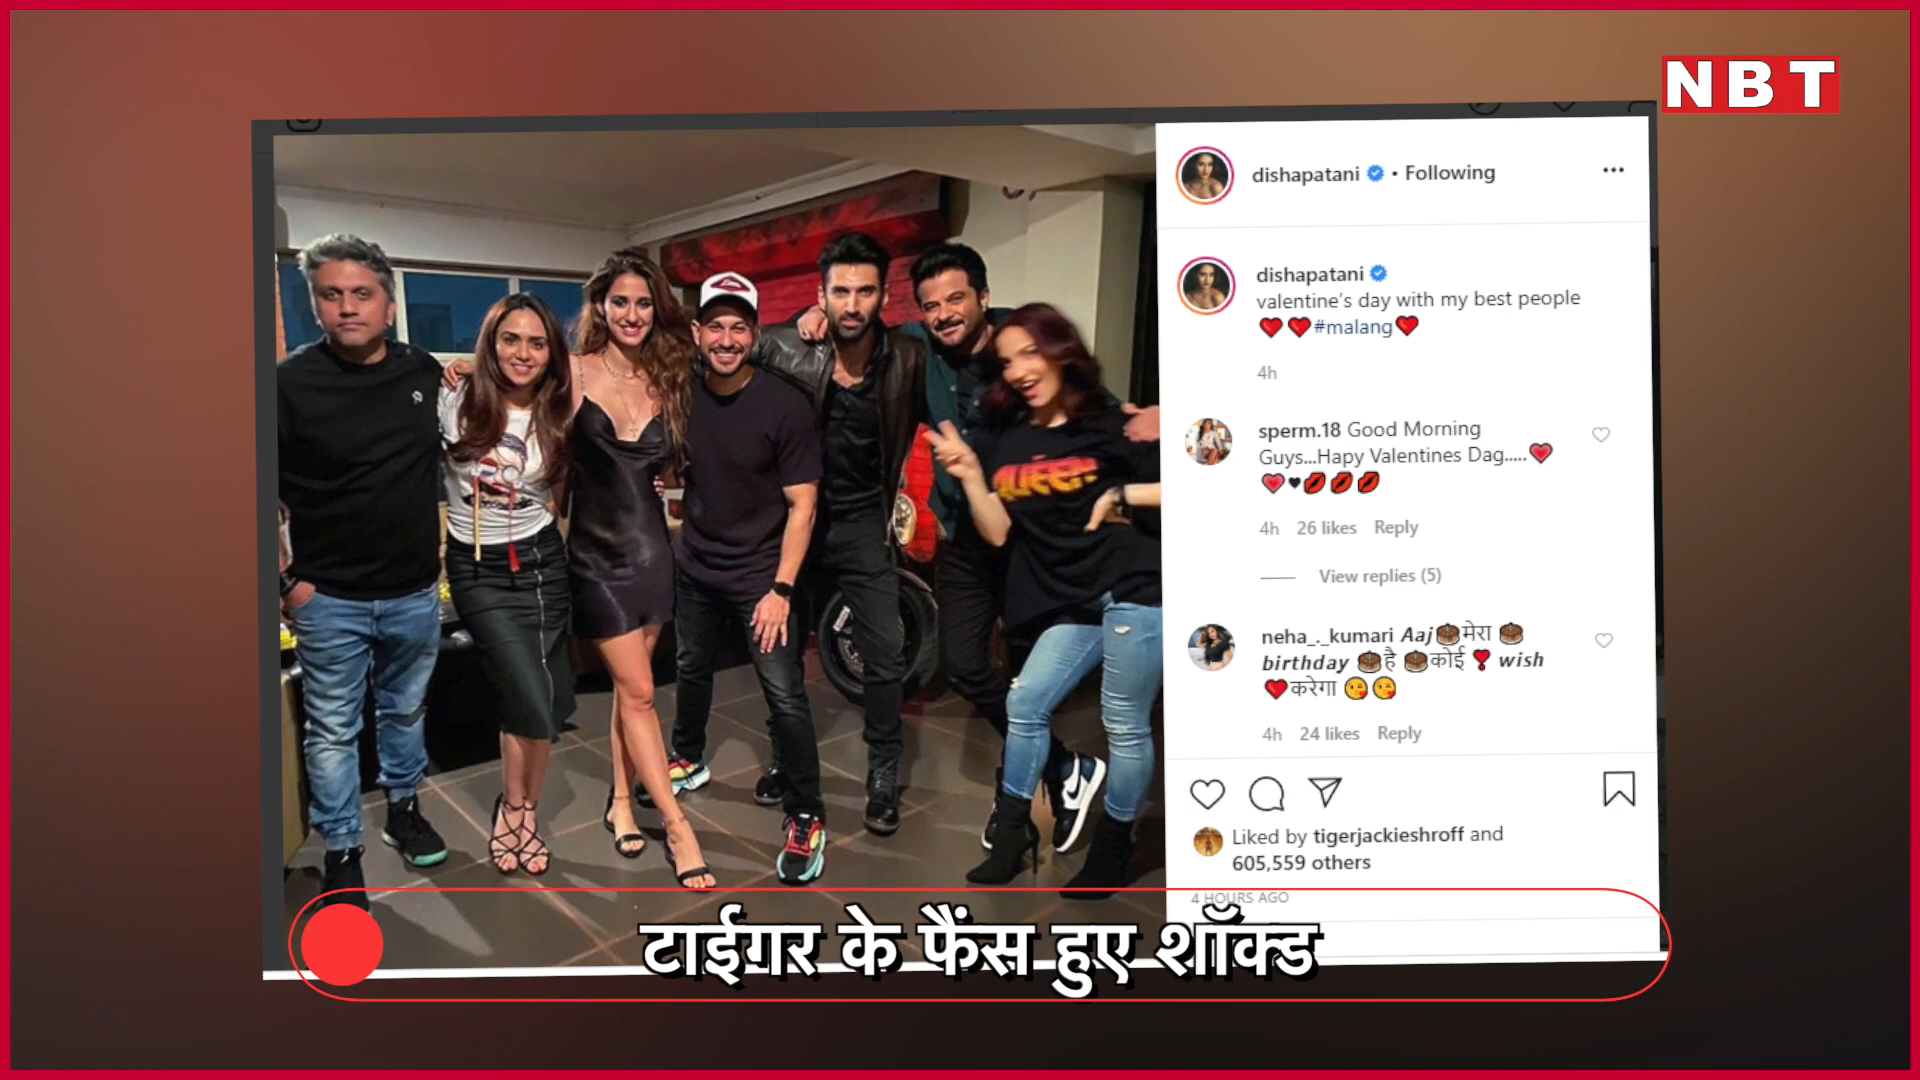 NBT
dishapatani • Following
dishapatani
valentine's day with my best people
❤️❤️#malang❤️
4h
sperm.18 Good Morning
Guys...Hapy Valentines Dag.....💗
💗🖤💋💋💋
4h 26 likes Reply
View replies (5)
neha_._kumari Aaj🎂मेरा 🎂
birthday 🎂है 🎂कोई ❣️ wish
❤️करेगा 😘😘
4h 24 likes Reply
QUEEN
Liked by tigerjackieshroff and
605,559 others
4 HOURS AGO
टाईगर के फैंस हुए शॉक्ड